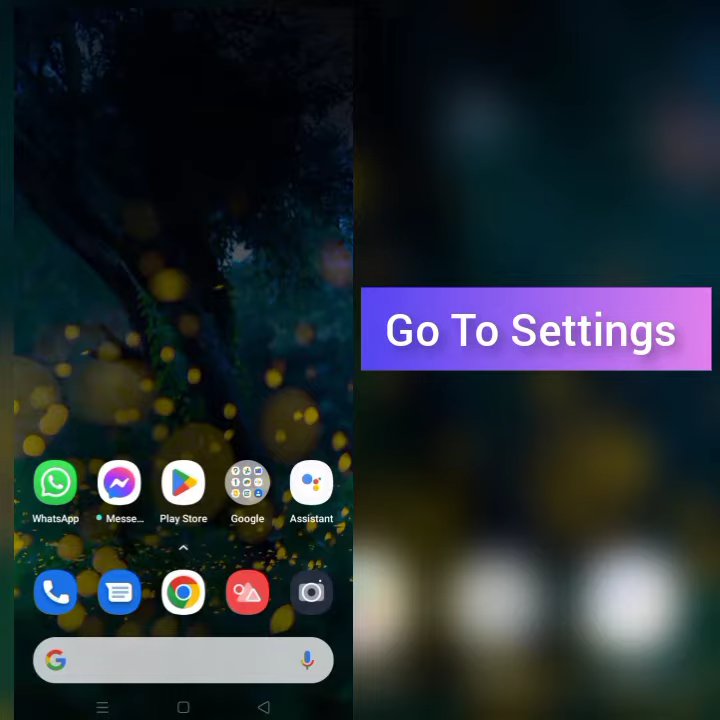 WhatsApp
Messe...
Play Store
Google
Assistant
Go To Settings